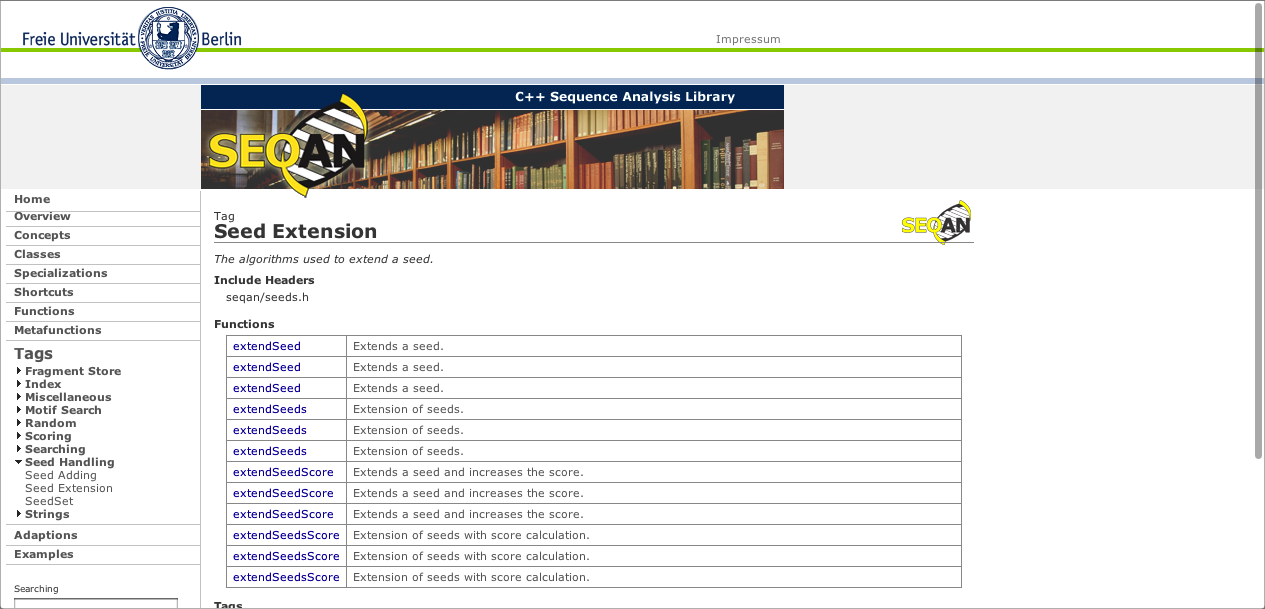 Freie Universität Berlin
Impressum
C++ Sequence Analysis Library
SEQAN
Home
Overview
Concepts
Classes
Specializations
Shortcuts
Functions
Metafunctions
Tags
Fragment Store
Index
Miscellaneous
Motif Search
Random
Scoring
Searching
Seed Handling
Seed Adding
Seed Extension
SeedSet
Strings
Adaptions
Examples
Searching
Tag
Seed Extension
SEQAN
The algorithms used to extend a seed.
Include Headers
seqan/seeds.h
Functions
extendSeed Extends a seed.
extendSeed Extends a seed.
extendSeed Extends a seed.
extendSeeds Extension of seeds.
extendSeeds Extension of seeds.
extendSeeds Extension of seeds.
extendSeedScore Extends a seed and increases the score.
extendSeedScore Extends a seed and increases the score.
extendSeedScore Extends a seed and increases the score.
extendSeedsScore Extension of seeds with score calculation.
extendSeedsScore Extension of seeds with score calculation.
extendSeedsScore Extension of seeds with score calculation.
Tags